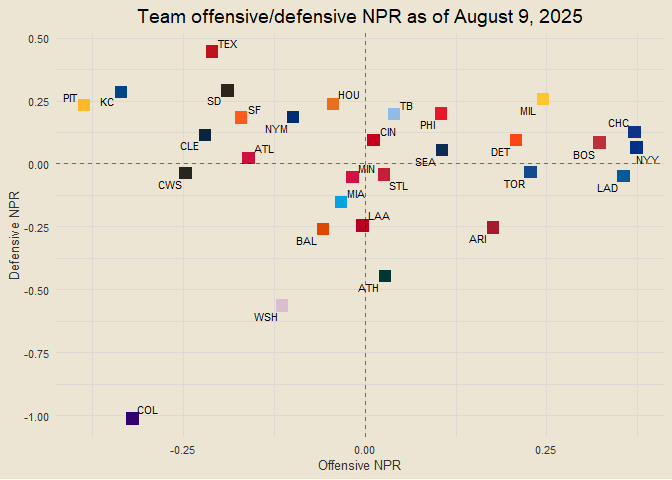 Team offensive/defensive NPR as of August 9, 2025
0.50
TEX
PIT
KC
SD
HOU
TB
MIL
0.25
SF
NYM
PHI
CHC
CLE
CIN
DET
BOS
NYY
ATL
SEA
0.00
CWS
MIN
STL
TOR
LAD
MIA
LAA
BAL
ARI
-0.25
ATH
-0.50
WSH
-0.75
COL
-1.00
Defensive NPR
-0.25
0.00
0.25
Offensive NPR